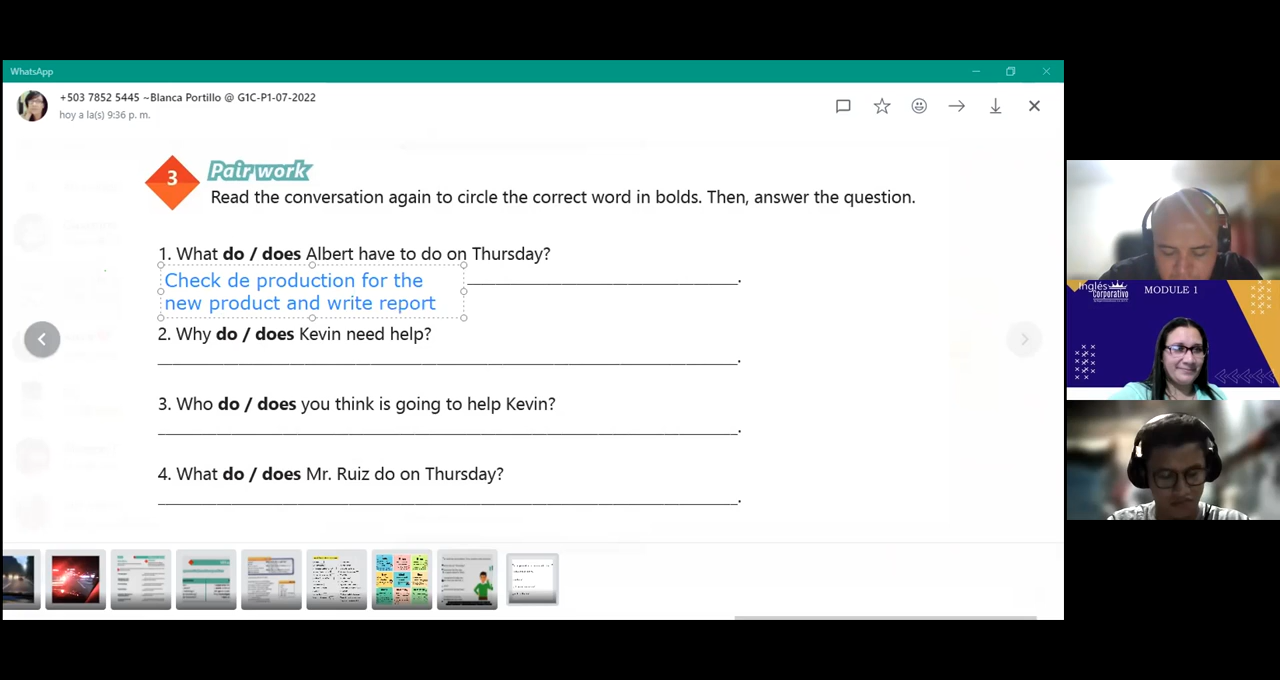 WhatsApp
+503 7852 5445 ~Blanca Portillo @ G1C-P1-07-2022
hoy a la(s) 9:36 p. m.
3
Pair work
Read the conversation again to circle the correct word in bolds. Then, answer the question.
1. What do / does Albert have to do on Thursday?
Check de production for the
new product and write report
2. Why do / does Kevin need help?
3. Who do / does you think is going to help Kevin?
4. What do / does Mr. Ruiz do on Thursday?
Inglés
Corporativo
MODULE 1